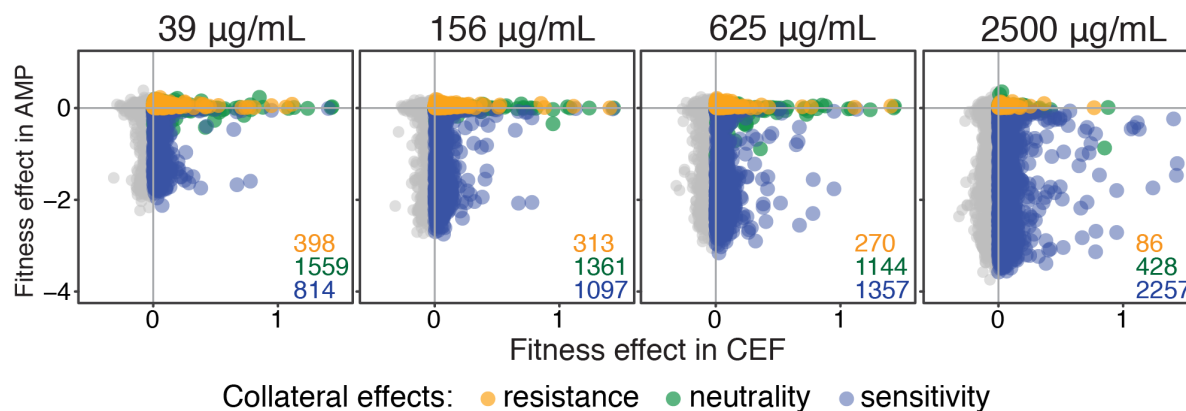 39 µg/mL 156 µg/mL 625 µg/mL 2500 µg/mL
Fitness effect in AMP
0
−2
−4
398 313 270 86
1559 1361 1144 428
814 1097 1357 2257
0 1 0 1 0 1 0 1
Fitness effect in CEF
Collateral effects: resistance neutrality sensitivity